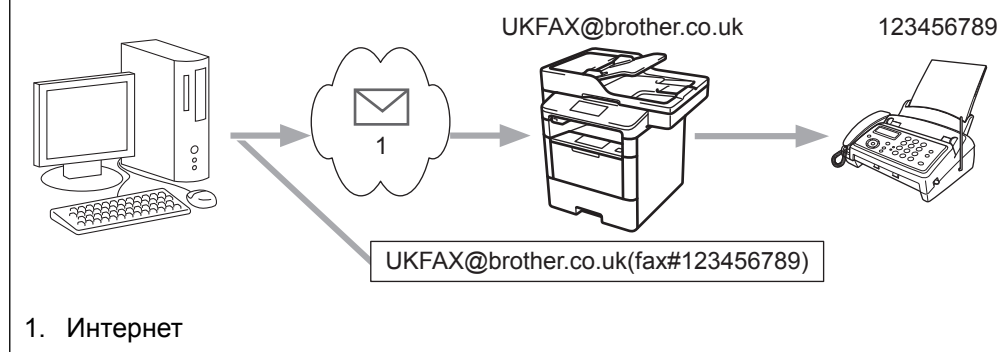 UKFAX@brother.co.uk 123456789
1
UKFAX@brother.co.uk(fax#123456789)
1. Интернет